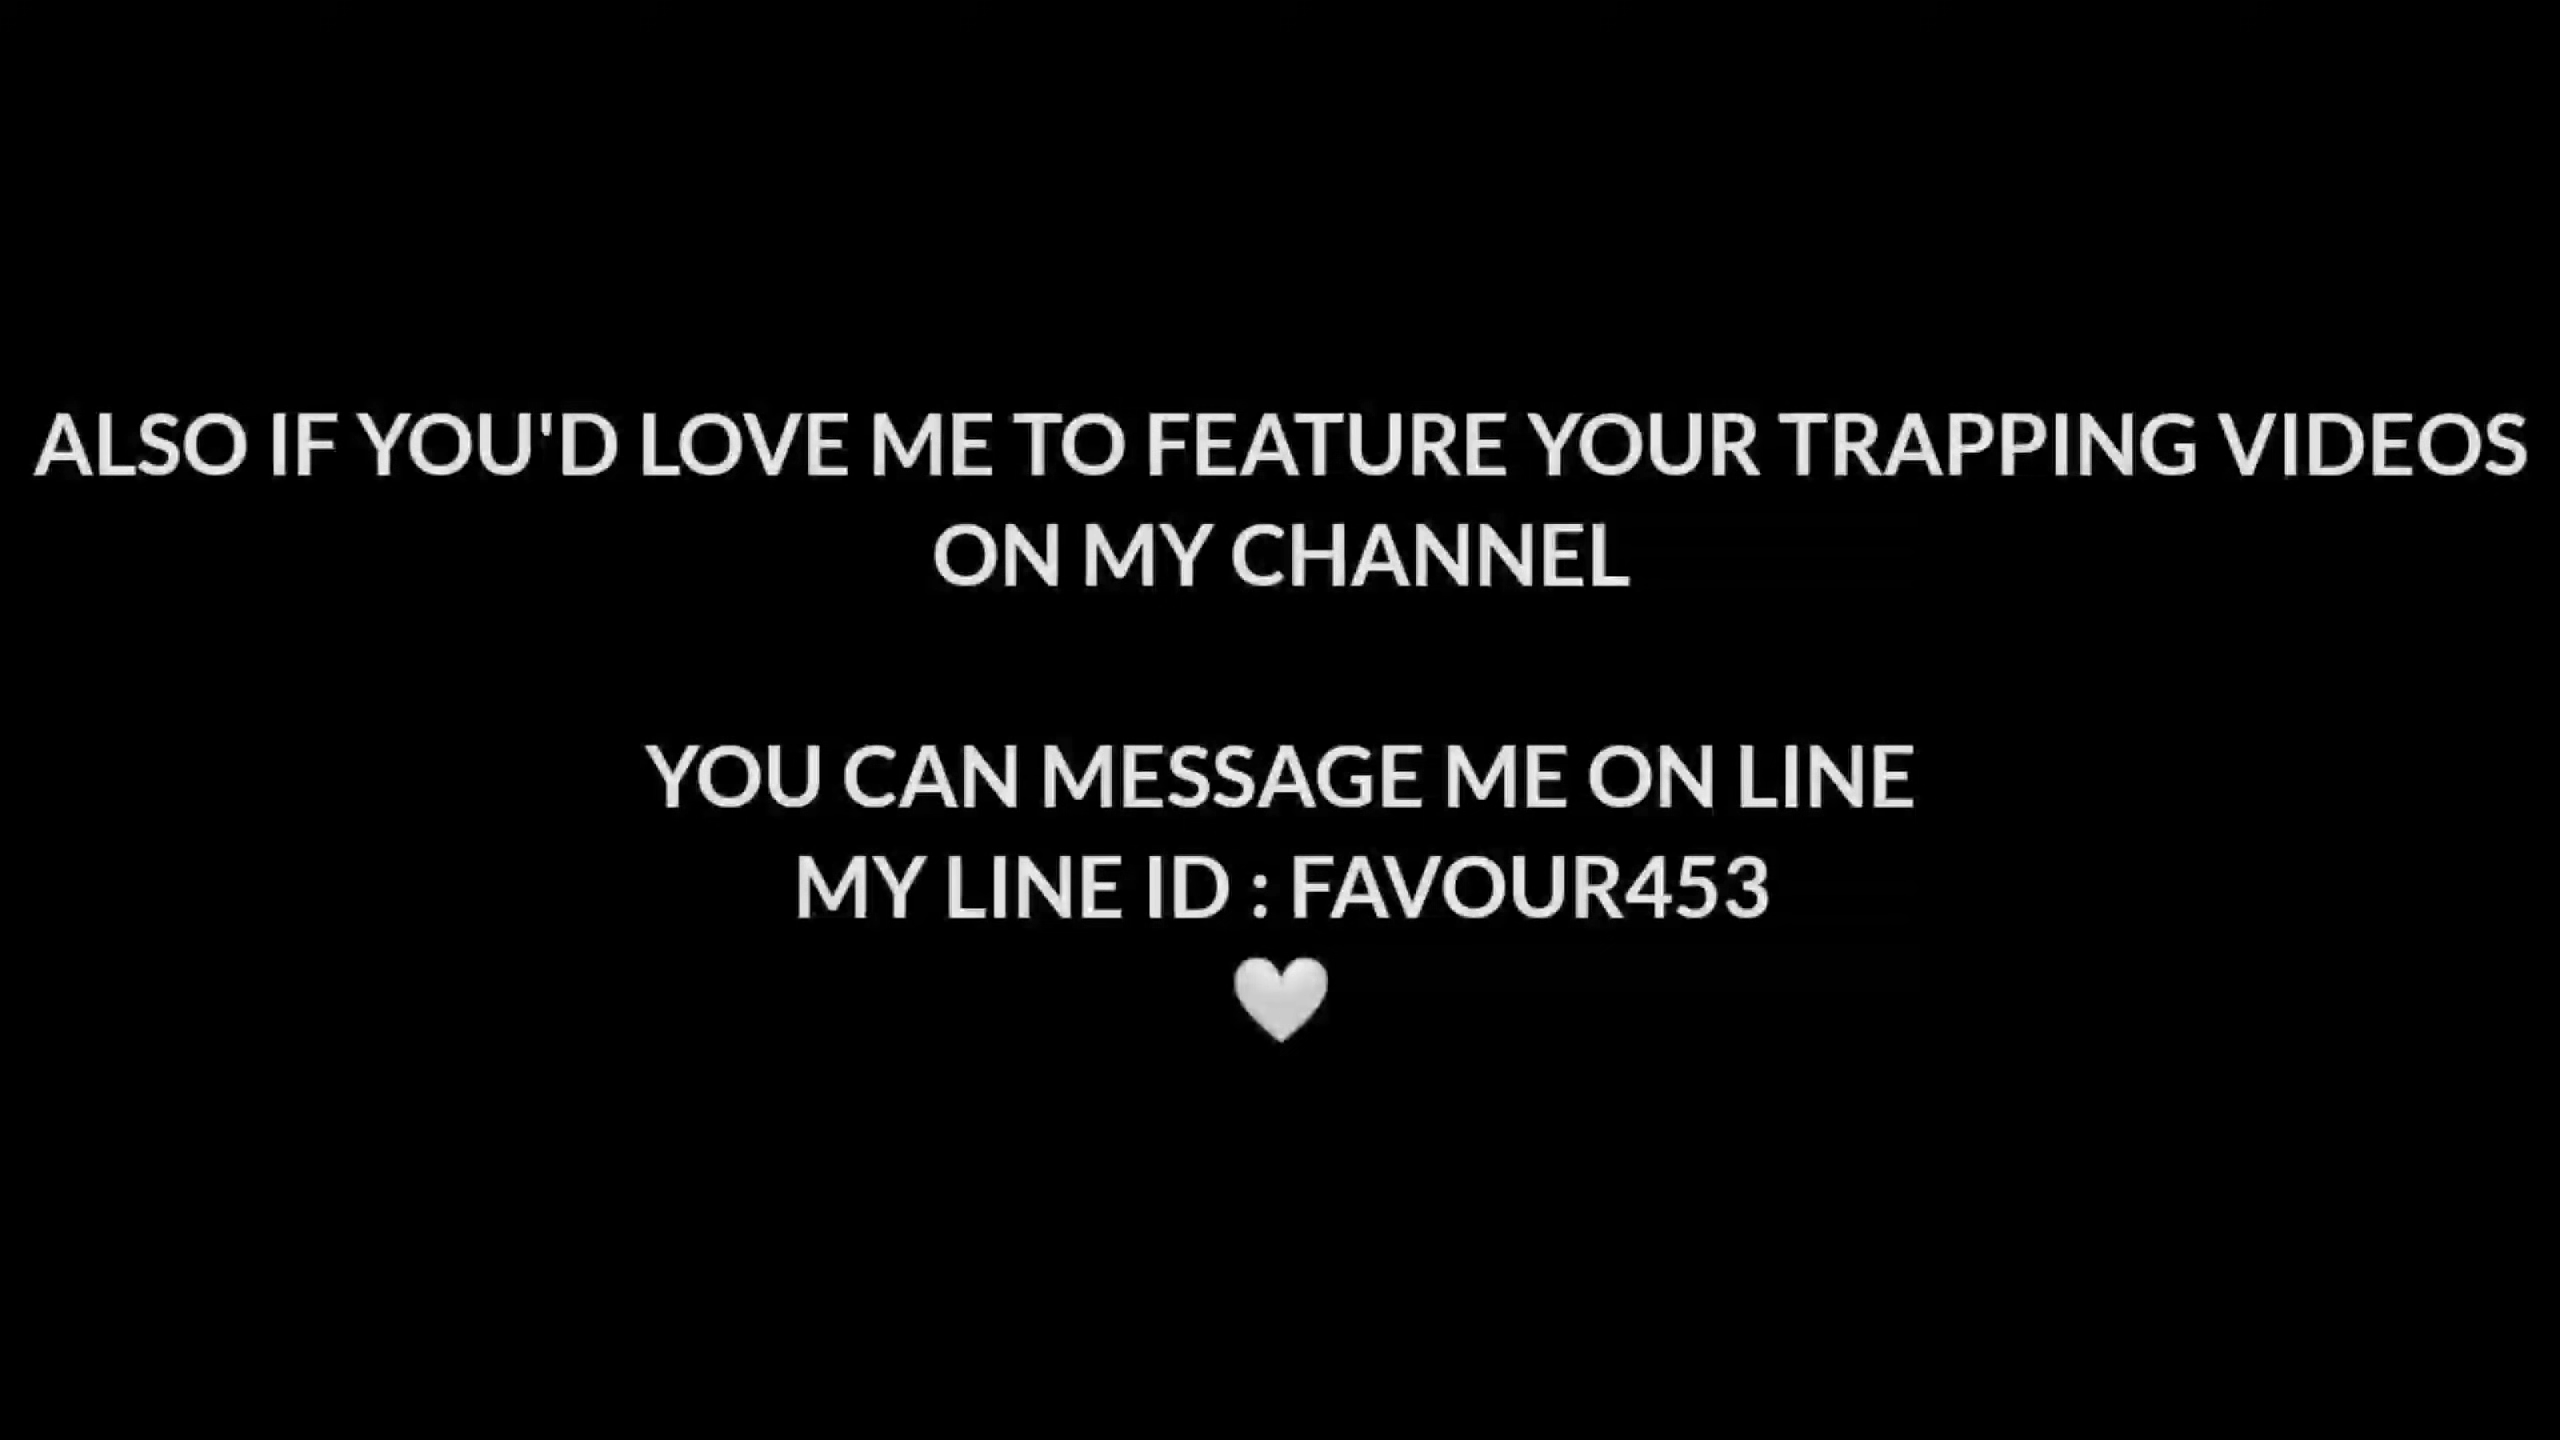 ALSO IF YOU'D LOVE ME TO FEATURE YOUR TRAPPING VIDEOS
ON MY CHANNEL
YOU CAN MESSAGE ME ON LINE
MY LINE ID : FAVOUR453
🤍